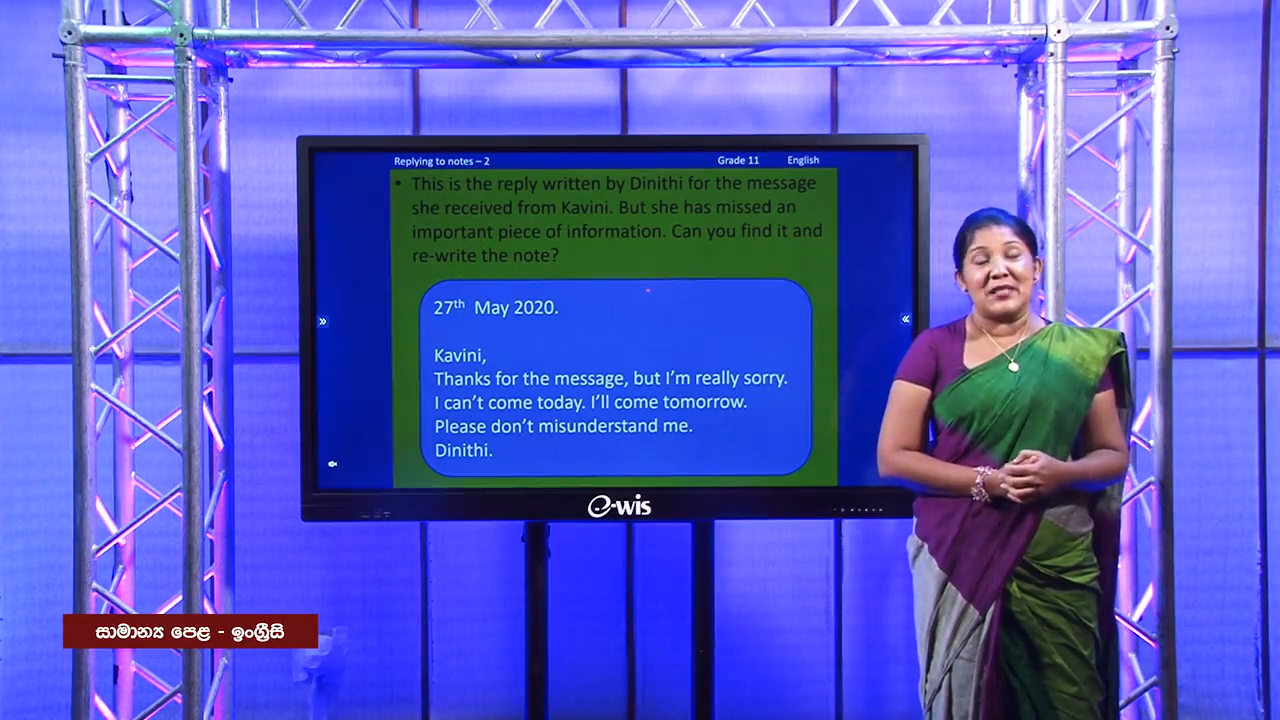 Replying to notes – 2 Grade 11 English
• This is the reply written by Dinithi for the message
she received from Kavini. But she has missed an
important piece of information. Can you find it and
re-write the note?
27th May 2020.
Kavini,
Thanks for the message, but I'm really sorry.
I can't come today. I'll come tomorrow.
Please don't misunderstand me.
Dinithi.
e-wis
සාමාන්‍ය පෙළ - ඉංග්‍රීසි